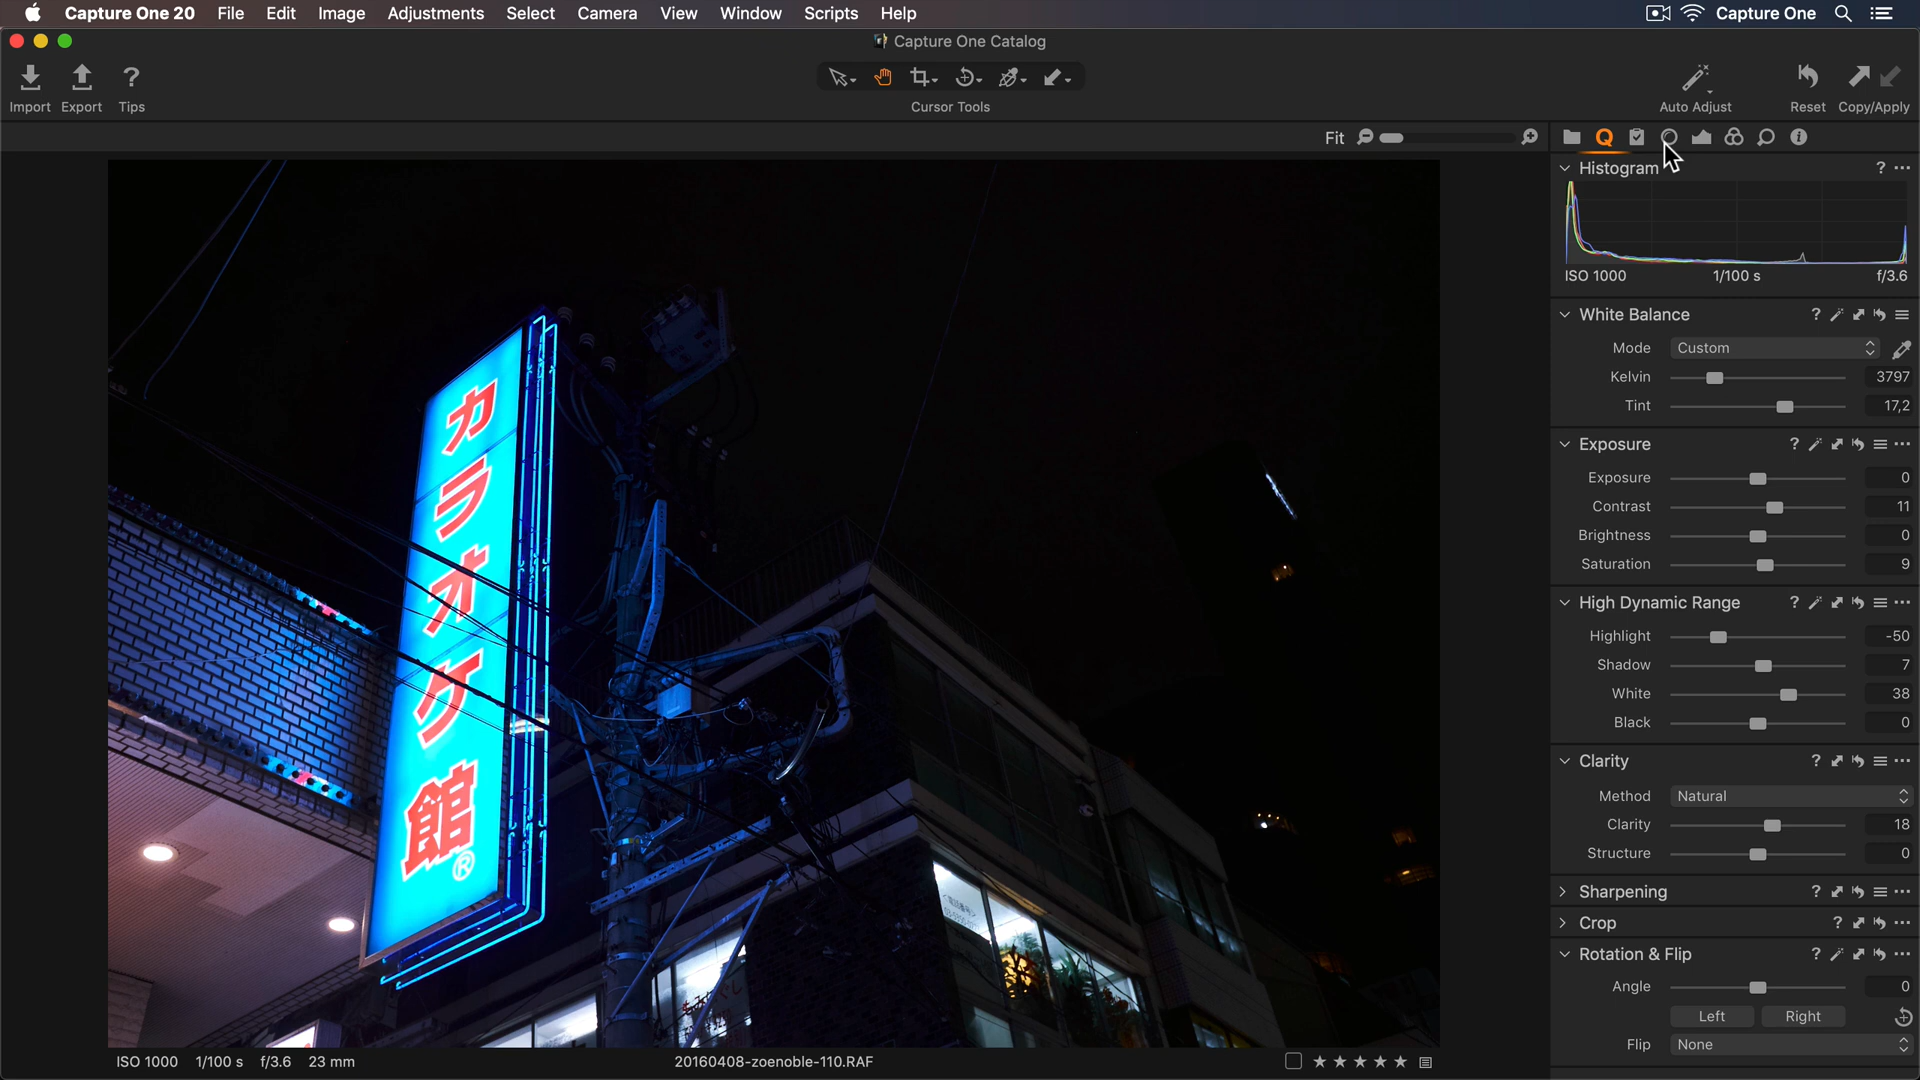 Capture One 20 File Edit Image Adjustments Select Camera View Window Scripts Help Capture One
Capture One Catalog
Import Export Tips Cursor Tools Auto Adjust Reset Copy/Apply
Fit
Histogram
ISO 1000 1/100 s f/3.6
White Balance
Mode Custom
Kelvin 3797
Tint 17,2
Exposure
Exposure 0
Contrast 11
Brightness 0
Saturation 9
High Dynamic Range
Highlight -50
Shadow 7
White 38
Black 0
Clarity
Method Natural
Clarity 18
Structure 0
Sharpening
Crop
Rotation & Flip
Angle 0
Left Right
Flip None
カラオケ館®
ISO 1000 1/100 s f/3.6 23 mm 20160408-zoenoble-110.RAF